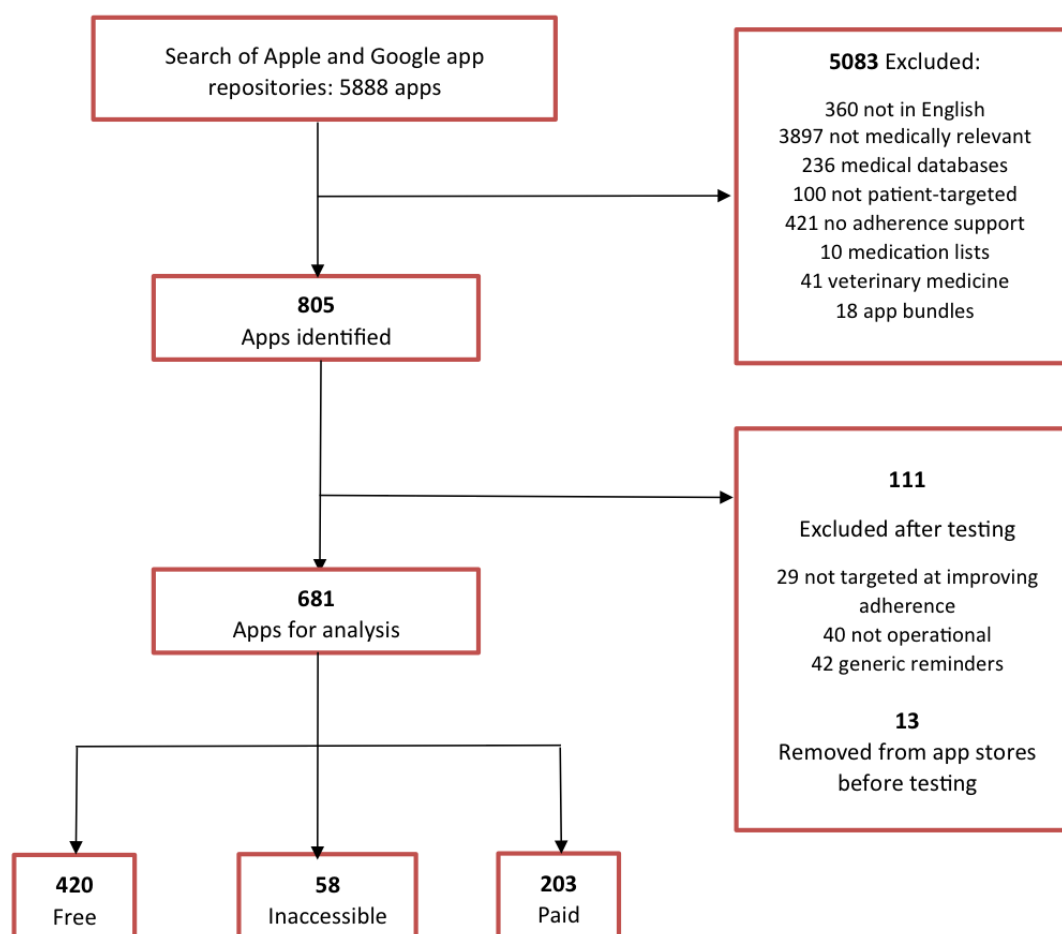 Search of Apple and Google app
repositories: 5888 apps
5083 Excluded:
360 not in English
3897 not medically relevant
236 medical databases
100 not patient-targeted
421 no adherence support
10 medication lists
41 veterinary medicine
18 app bundles
805
Apps identified
111
Excluded after testing
29 not targeted at improving
adherence
40 not operational
42 generic reminders
13
Removed from app stores
before testing
681
Apps for analysis
420
Free
58
Inaccessible
203
Paid